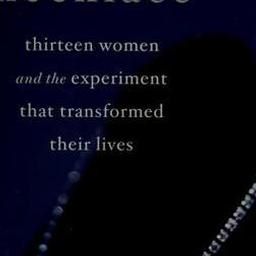 thirteen women
and the experiment
that transformed
their lives